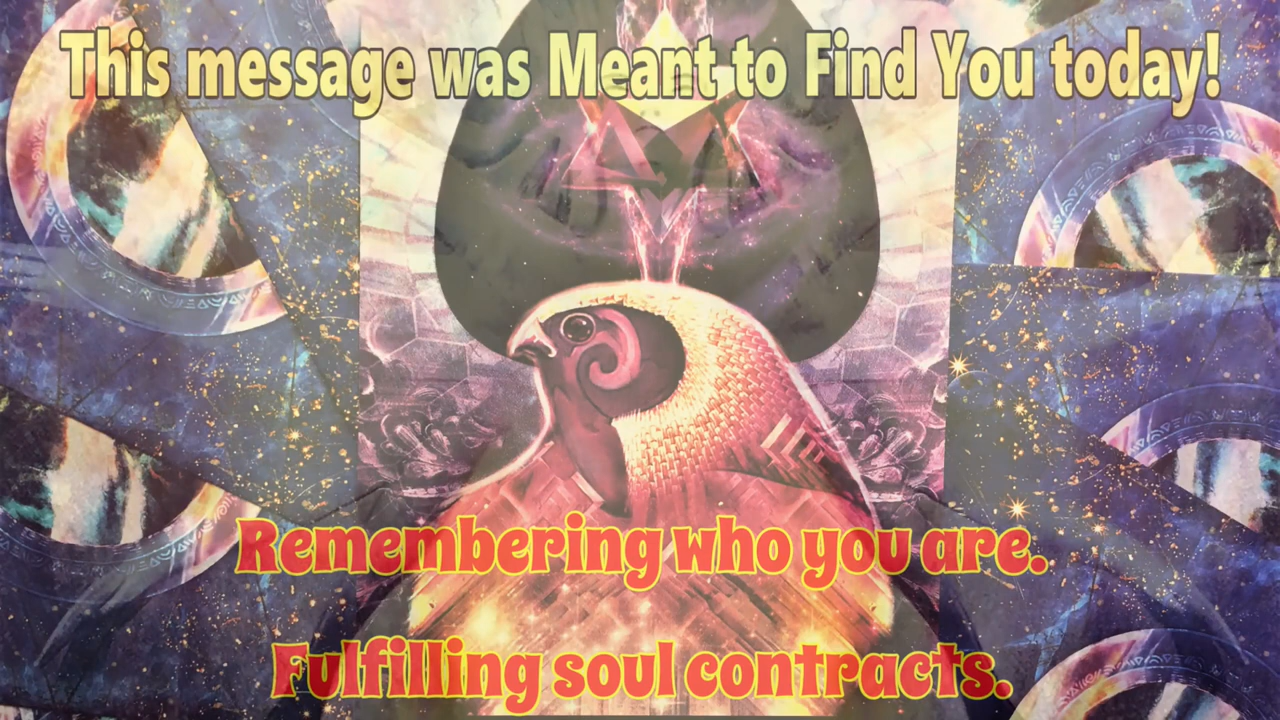 This message was Meant to Find You today!
Remembering who you are.
Fulfilling soul contracts.